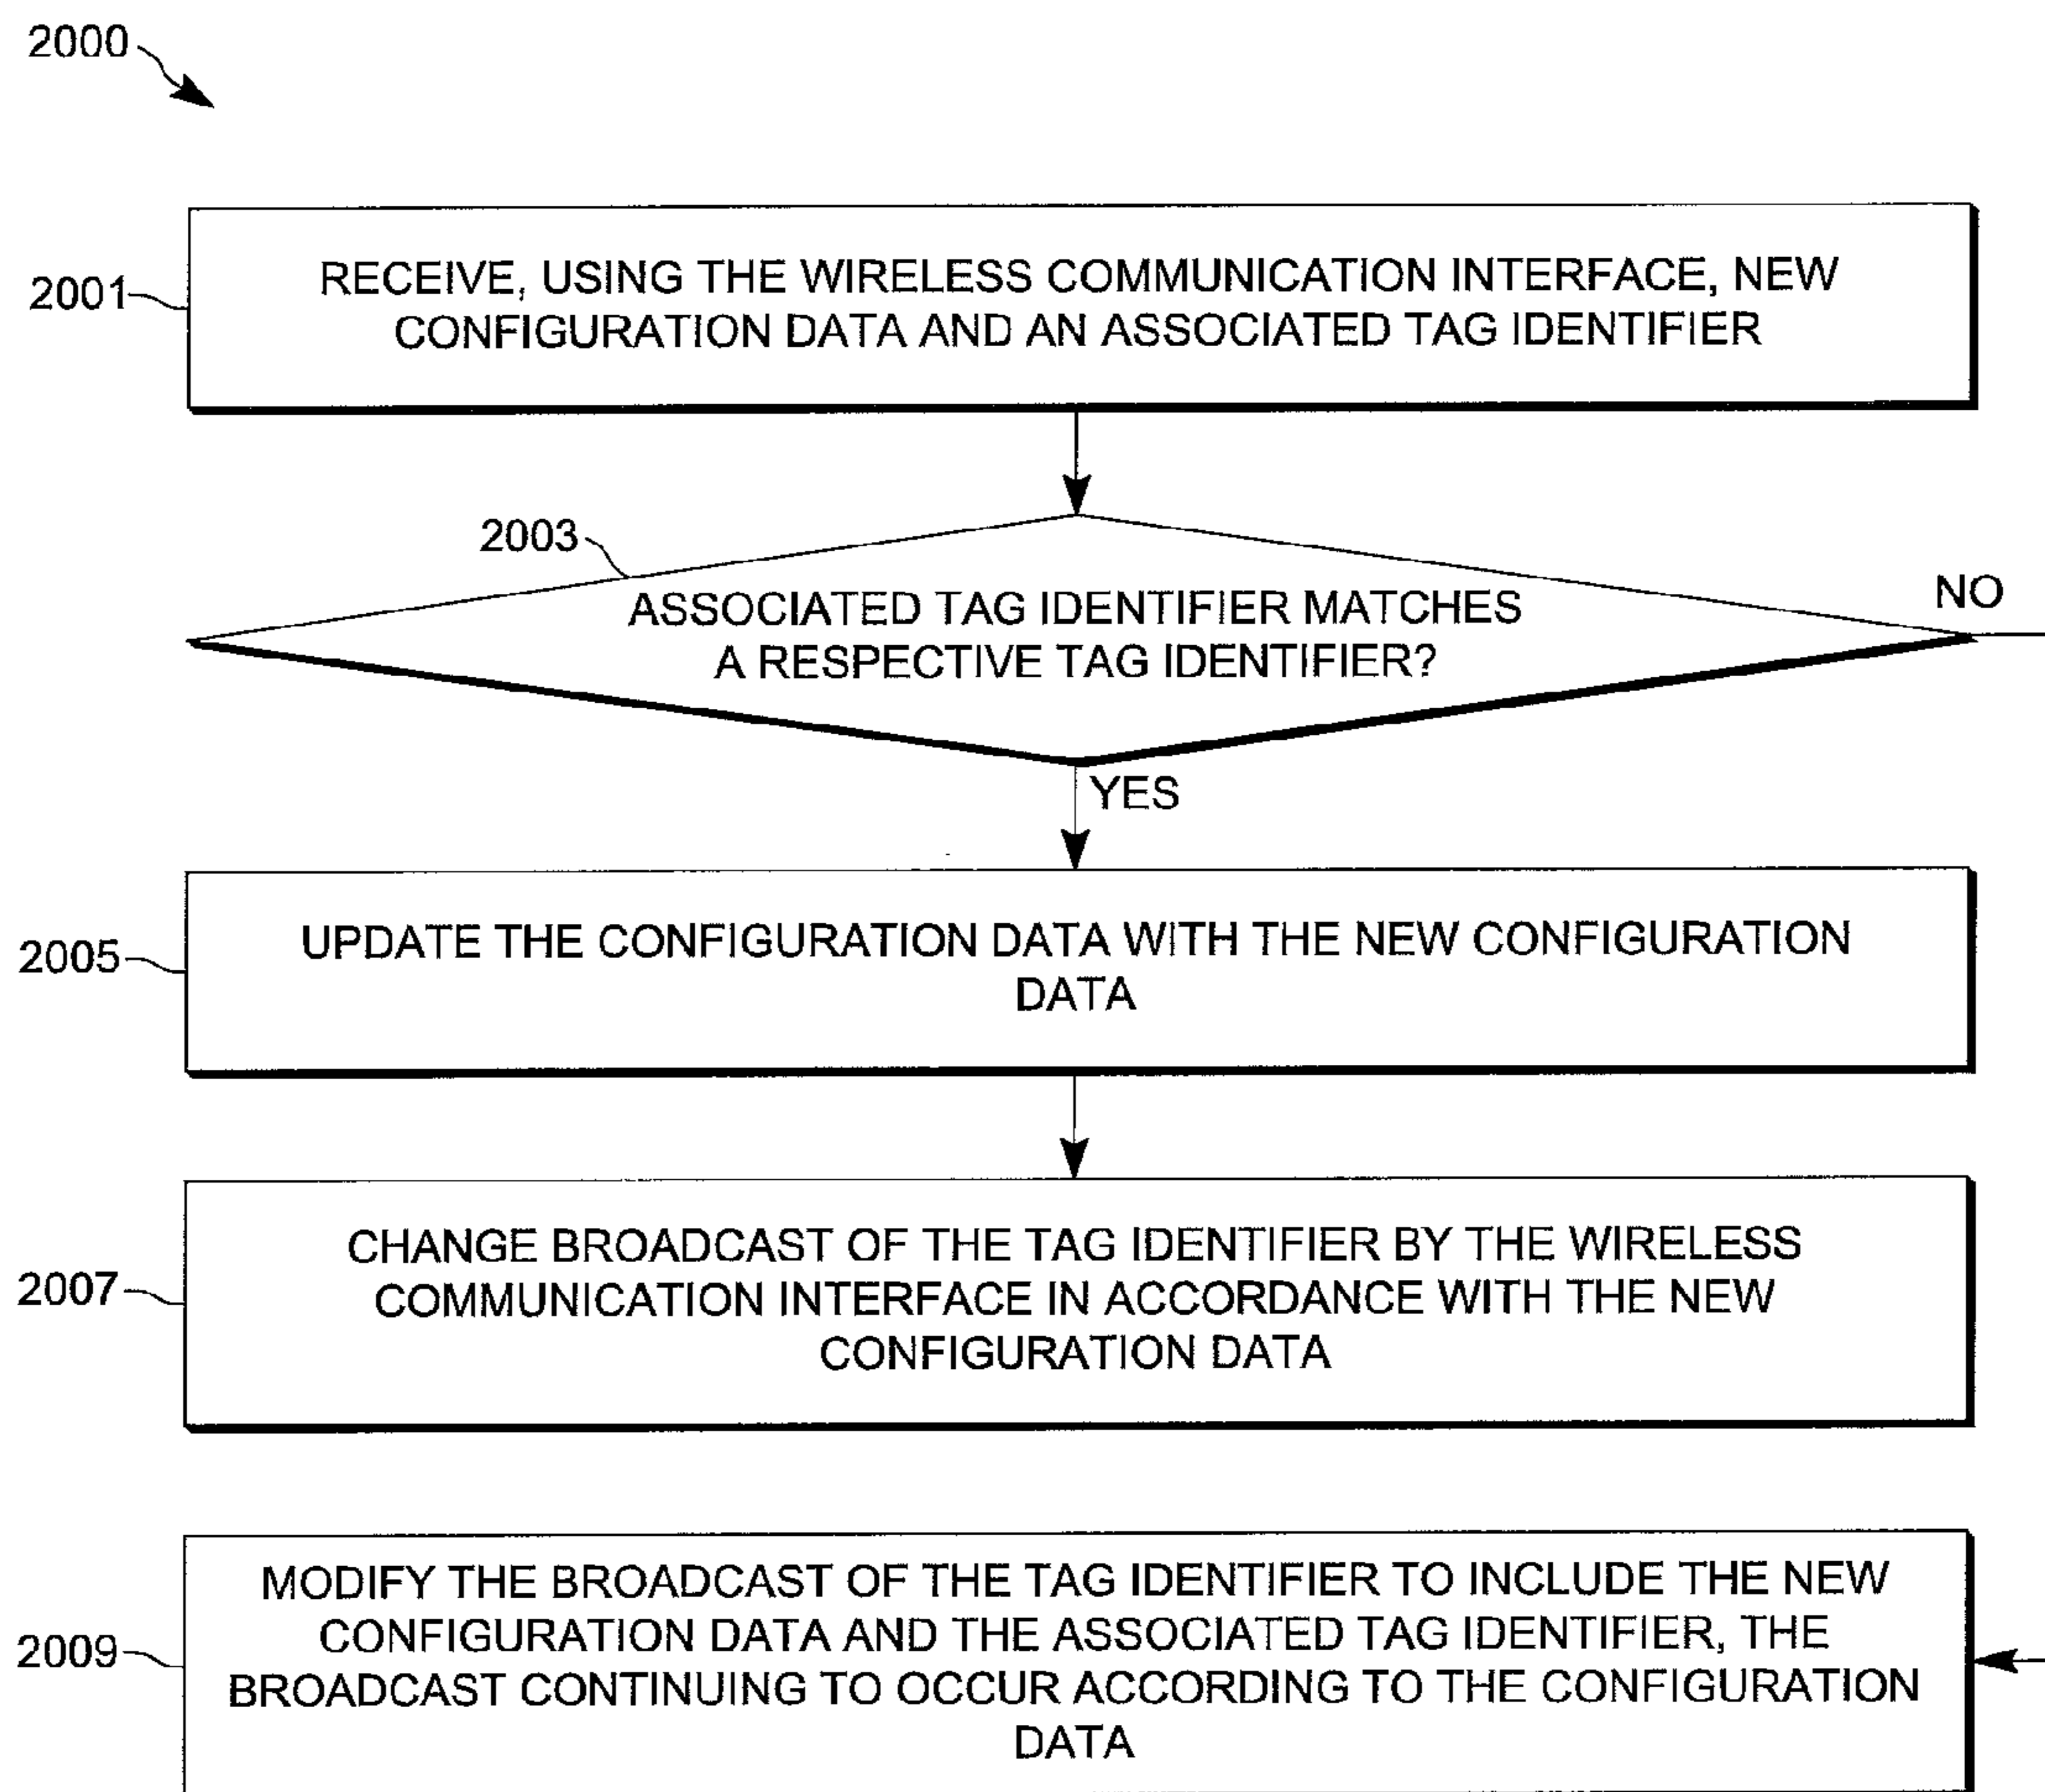 2000
2001
RECEIVE, USING THE WIRELESS COMMUNICATION INTERFACE, NEW
CONFIGURATION DATA AND AN ASSOCIATED TAG IDENTIFIER
2003
ASSOCIATED TAG IDENTIFIER MATCHES
A RESPECTIVE TAG IDENTIFIER?
NO
YES
2005
UPDATE THE CONFIGURATION DATA WITH THE NEW CONFIGURATION
DATA
2007
CHANGE BROADCAST OF THE TAG IDENTIFIER BY THE WIRELESS
COMMUNICATION INTERFACE IN ACCORDANCE WITH THE NEW
CONFIGURATION DATA
2009
MODIFY THE BROADCAST OF THE TAG IDENTIFIER TO INCLUDE THE NEW
CONFIGURATION DATA AND THE ASSOCIATED TAG IDENTIFIER, THE
BROADCAST CONTINUING TO OCCUR ACCORDING TO THE CONFIGURATION
DATA